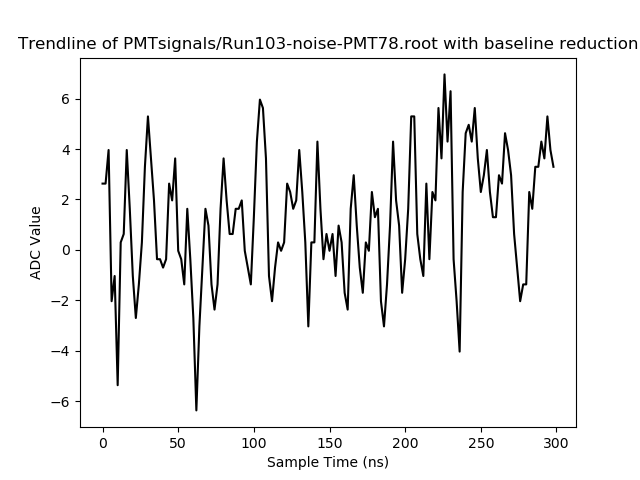 Trendline of PMTsignals/Run103-noise-PMT78.root with baseline reduction
6
4
2
0
−2
−4
−6
ADC Value
0 50 100 150 200 250 300
Sample Time (ns)